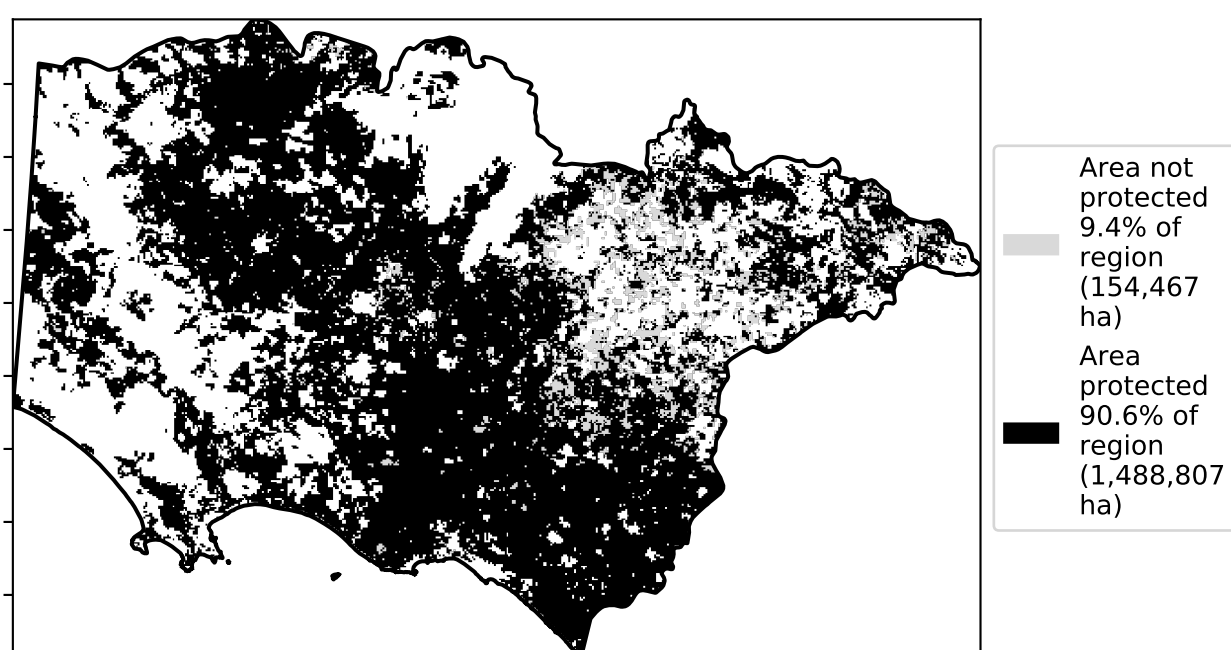 Area not
protected
9.4% of
region
(154,467
ha)
Area
protected
90.6% of
region
(1,488,807
ha)